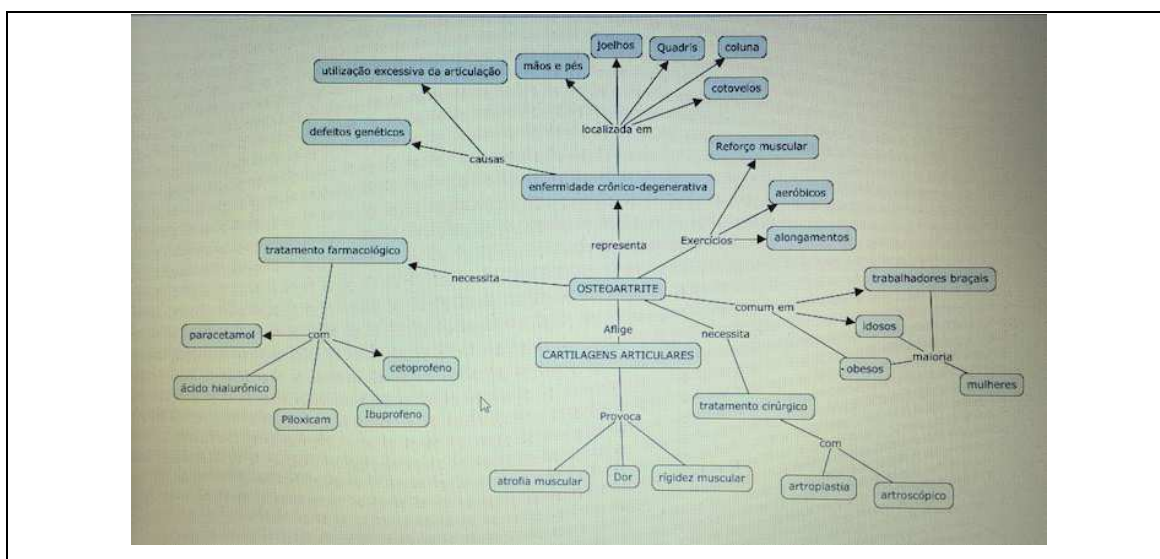 joelhos
Quadris
coluna
mãos e pés
utilização excessiva da articulação
cotovelos
localizada em
defeitos genéticos
Reforço muscular
causas
enfermidade crônico-degenerativa
aeróbicos
representa
Exercícios
alongamentos
tratamento farmacológico
necessita
OSTEOARTRITE
trabalhadores braçais
comum em
Aflige
necessita
idosos
paracetamol
com
CARTILAGENS ARTICULARES
maioria
cetoprofeno
- obesos
mulheres
ácido hialurônico
Piloxicam
Ibuprofeno
tratamento cirúrgico
Provoca
com
atrofia muscular
Dor
rigidez muscular
artroplastia
artroscópico